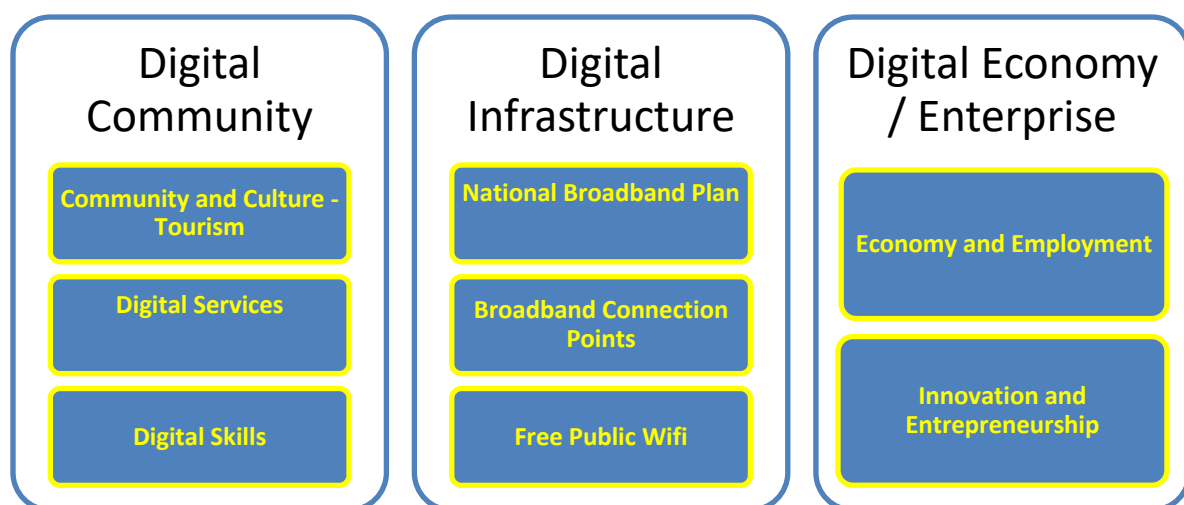 Digital
Community
Community and Culture -
Tourism
Digital Services
Digital Skills
Digital
Infrastructure
National Broadband Plan
Broadband Connection
Points
Free Public Wifi
Digital Economy
/ Enterprise
Economy and Employment
Innovation and
Entrepreneurship